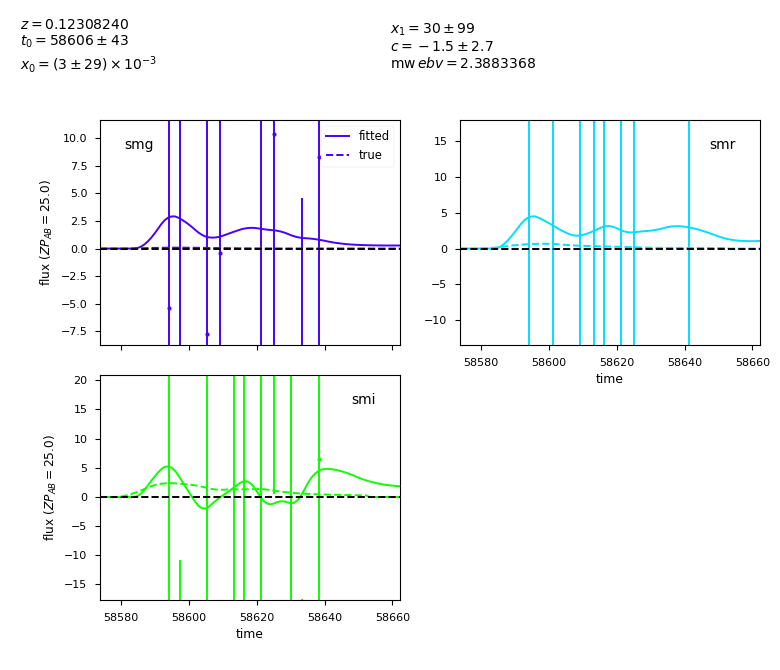 z = 0.12308240
t₀ = 58606 ± 43
x₀ = (3 ± 29) × 10⁻³
x₁ = 30 ± 99
c = −1.5 ± 2.7
mw ebv = 2.3883368
smg
fitted
true
10.0
7.5
5.0
2.5
0.0
−2.5
−5.0
−7.5
flux (ZP_AB = 25.0)
smr
15
10
5
0
−5
−10
58580 58600 58620 58640 58660
time
smi
20
15
10
5
0
−5
−10
−15
flux (ZP_AB = 25.0)
58580 58600 58620 58640 58660
time